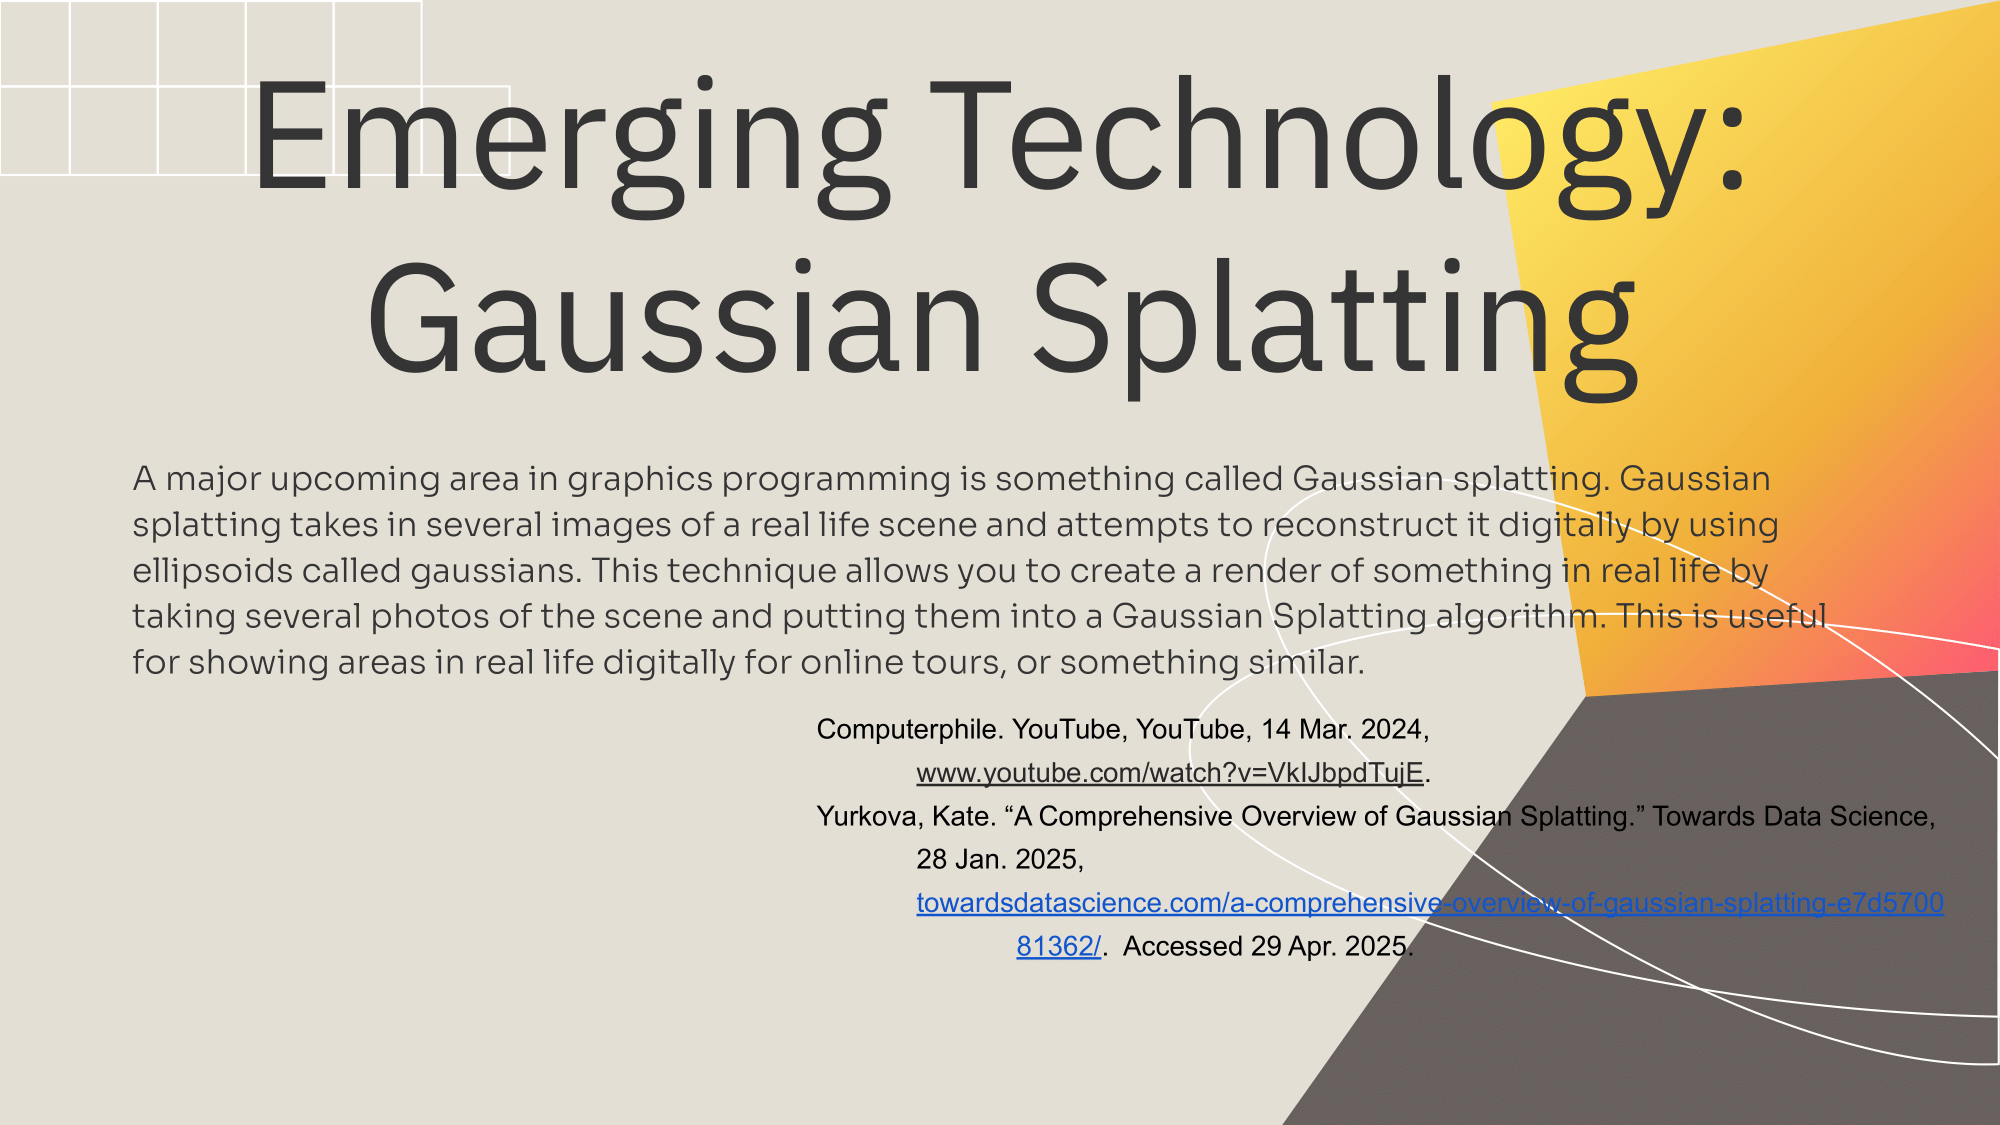 Emerging Technology:
Gaussian Splatting
A major upcoming area in graphics programming is something called Gaussian splatting. Gaussian
splatting takes in several images of a real life scene and attempts to reconstruct it digitally by using
ellipsoids called gaussians. This technique allows you to create a render of something in real life by
taking several photos of the scene and putting them into a Gaussian Splatting algorithm. This is useful
for showing areas in real life digitally for online tours, or something similar.
Computerphile. YouTube, YouTube, 14 Mar. 2024,
www.youtube.com/watch?v=VkIJbpdTujE.
Yurkova, Kate. “A Comprehensive Overview of Gaussian Splatting.” Towards Data Science,
28 Jan. 2025,
towardsdatascience.com/a-comprehensive-overview-of-gaussian-splatting-e7d5700
81362/.  Accessed 29 Apr. 2025.